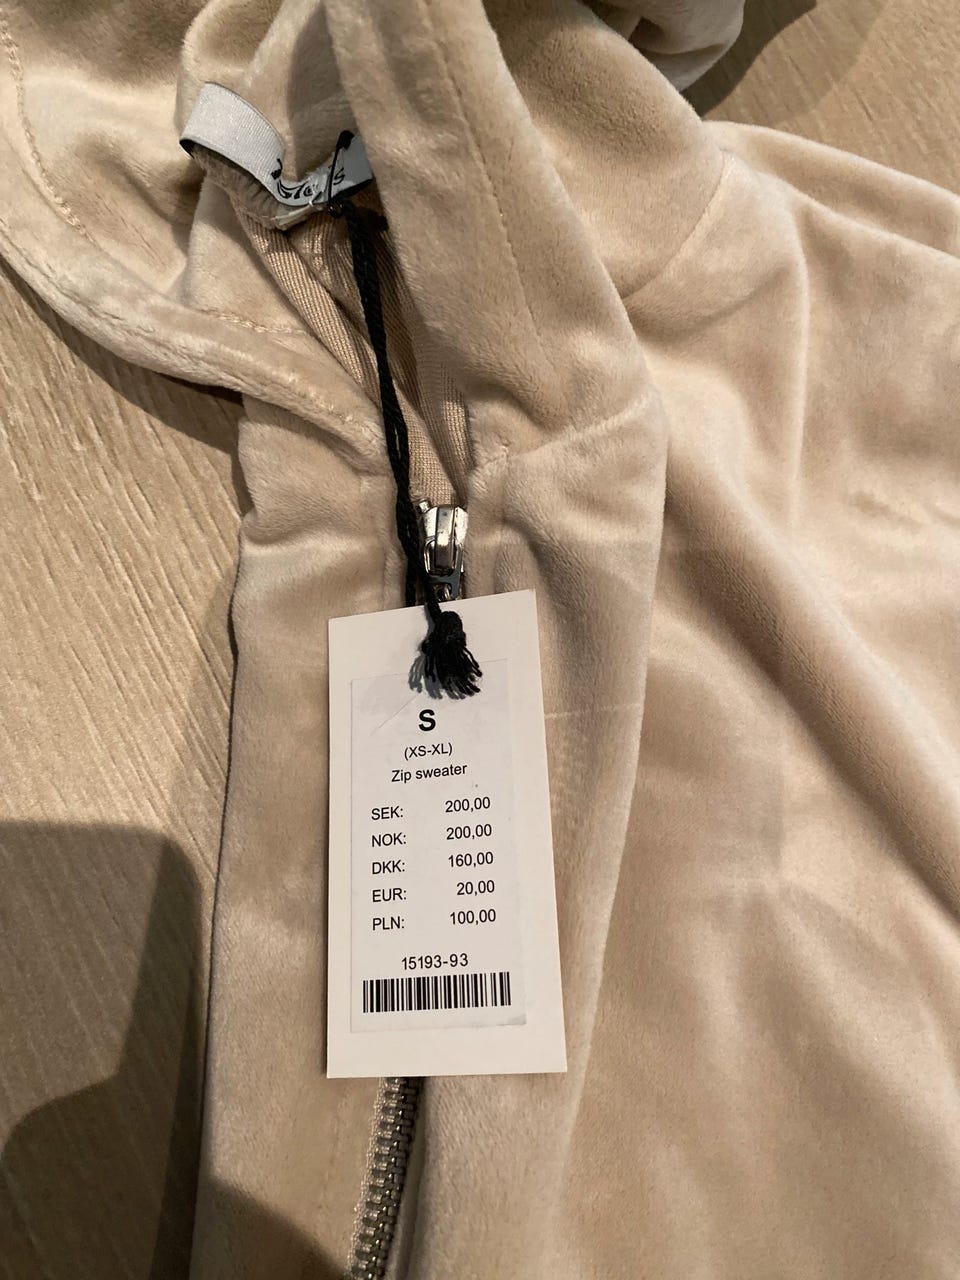 S
(XS-XL)
Zip sweater
SEK: 200,00
NOK: 200,00
DKK: 160,00
EUR: 20,00
PLN: 100,00
15193-93